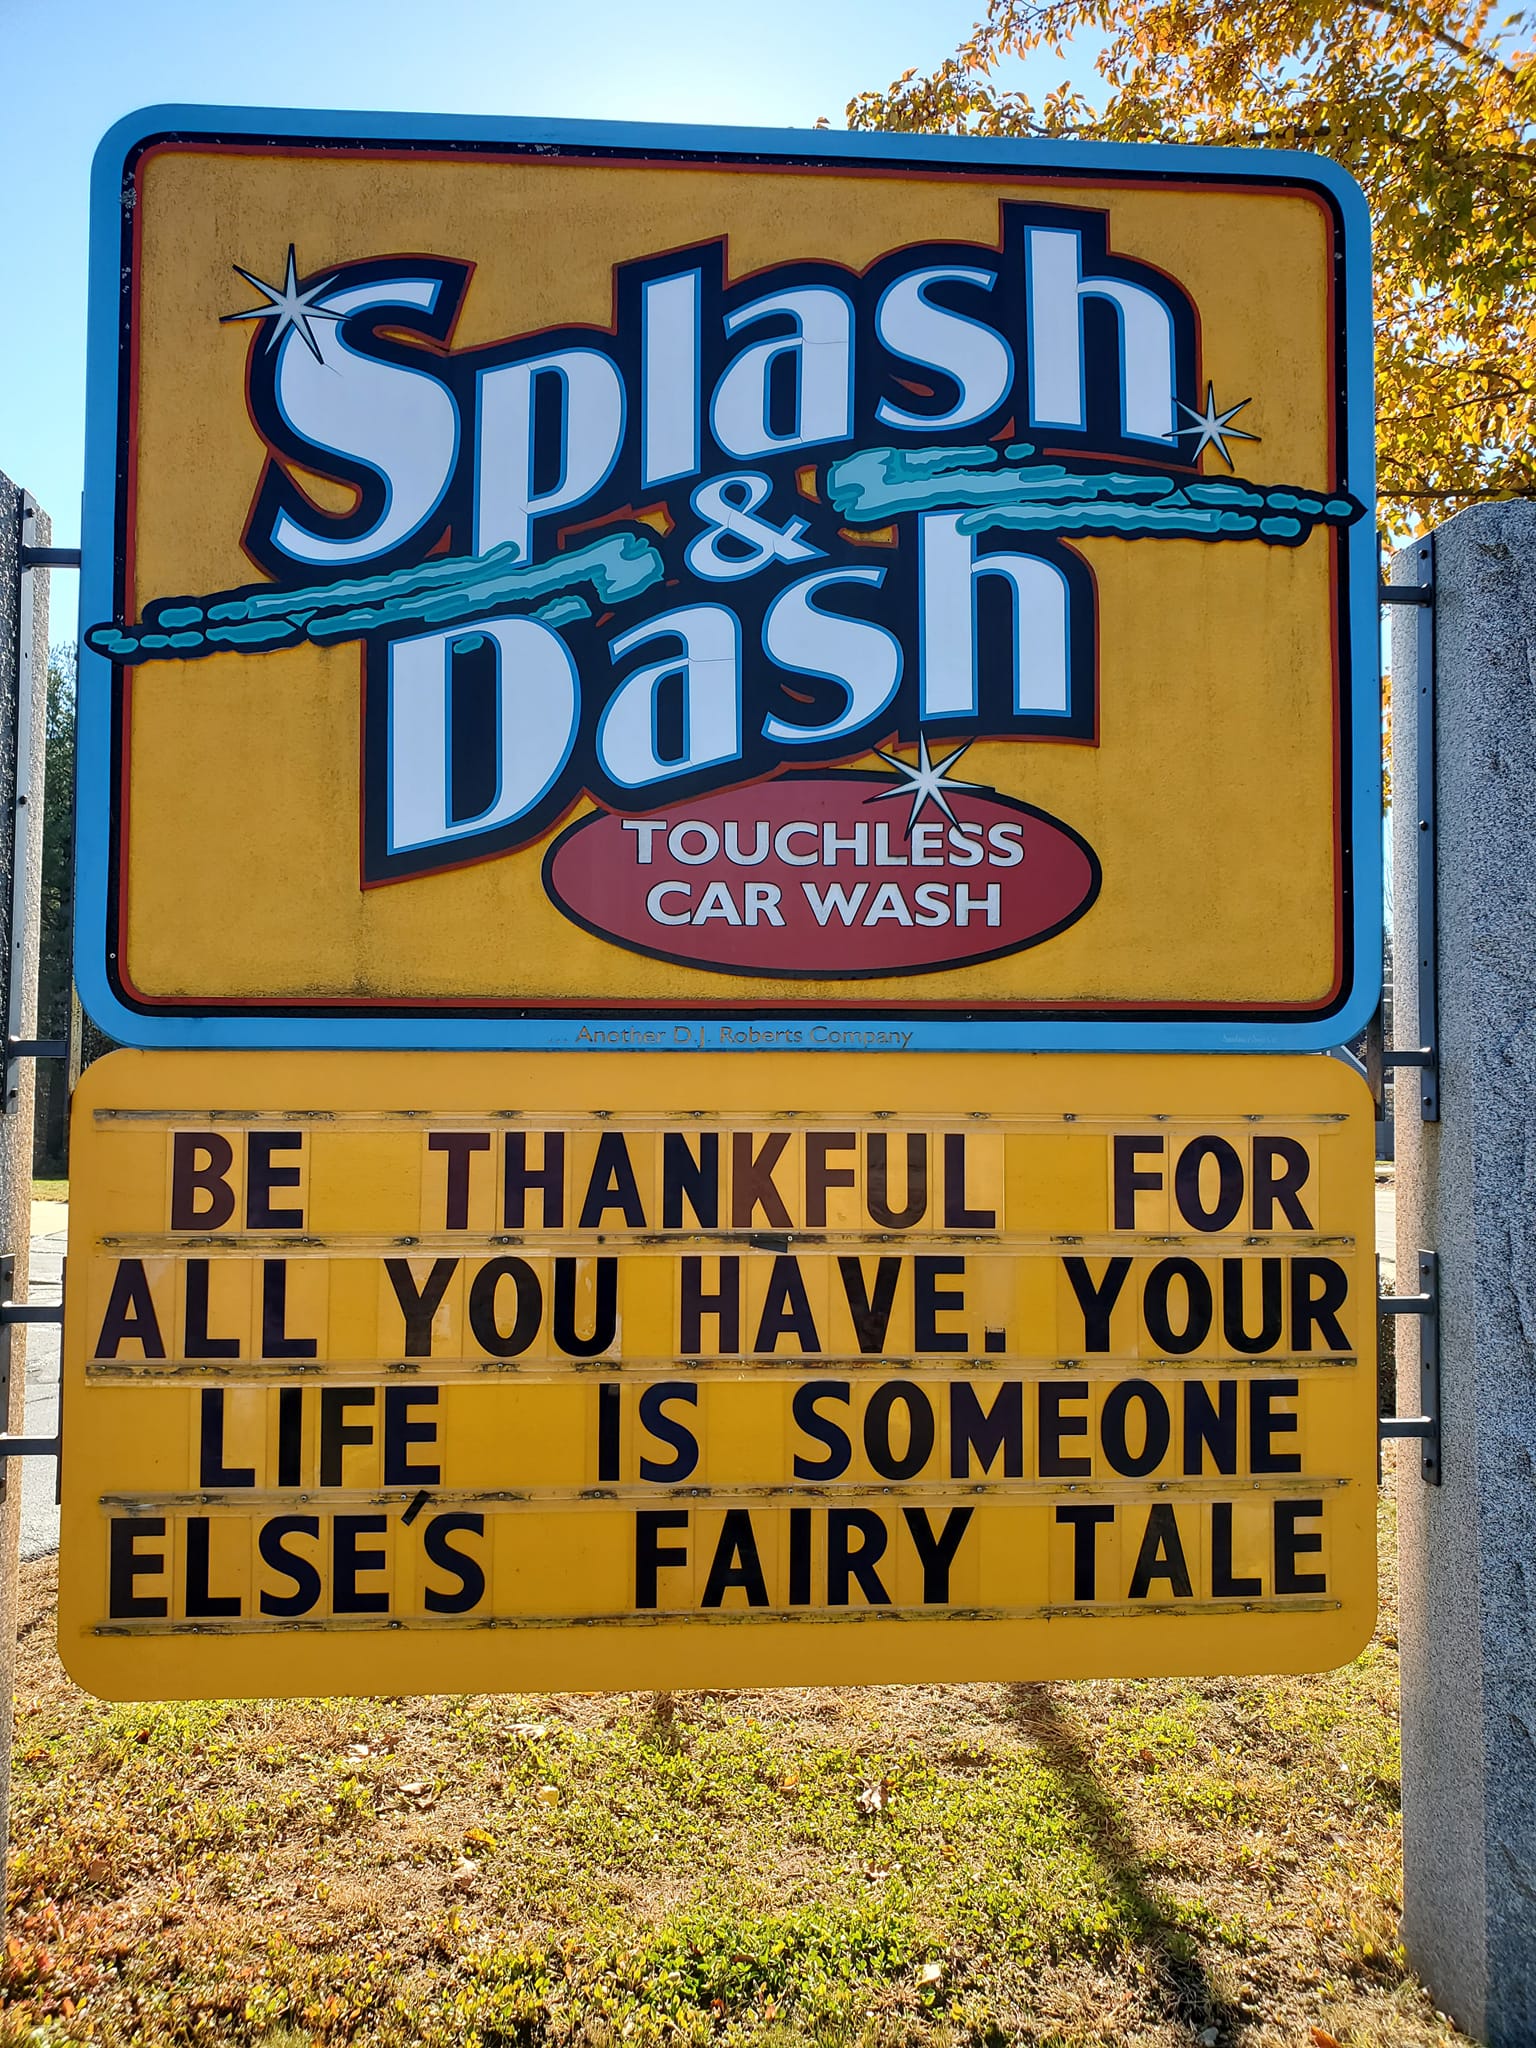 Splash
&
Dash
TOUCHLESS
CAR WASH
Another D.J. Roberts Company
BE THANKFUL FOR
ALL YOU HAVE. YOUR
LIFE IS SOMEONE
ELSE'S FAIRY TALE